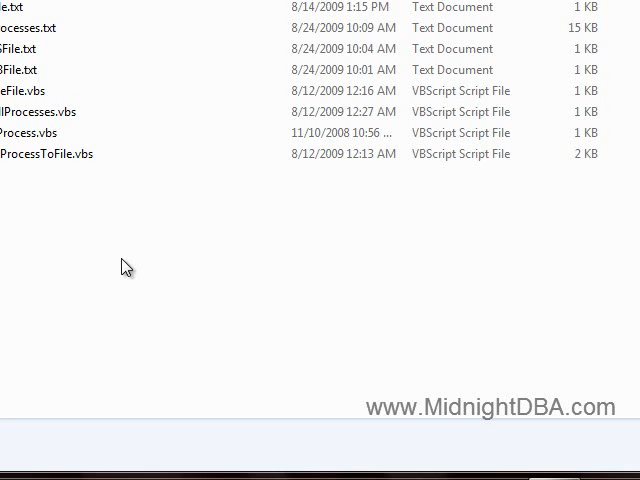 le.txt 8/14/2009 1:15 PM Text Document 1 KB
ocesses.txt 8/24/2009 10:09 AM Text Document 15 KB
SFile.txt 8/24/2009 10:04 AM Text Document 1 KB
BFile.txt 8/24/2009 10:01 AM Text Document 1 KB
eFile.vbs 8/12/2009 12:16 AM VBScript Script File 1 KB
llProcesses.vbs 8/12/2009 12:27 AM VBScript Script File 1 KB
Process.vbs 11/10/2008 10:56 ... VBScript Script File 1 KB
ProcessToFile.vbs 8/12/2009 12:13 AM VBScript Script File 2 KB
www.MidnightDBA.com